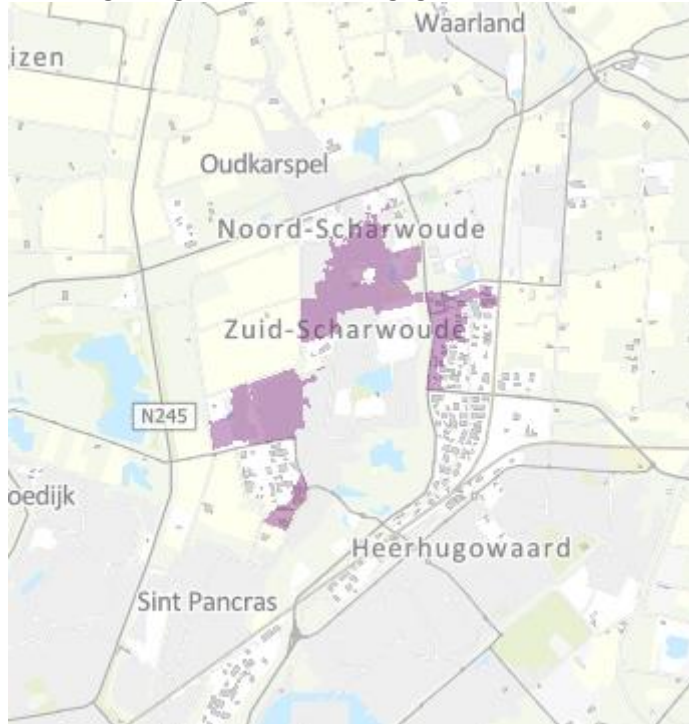 Waarland
izen
Oudkarspel
Noord-Scharwoude
Zuid-Scharwoude
N245
oedijk
Heerhugowaard
Sint Pancras